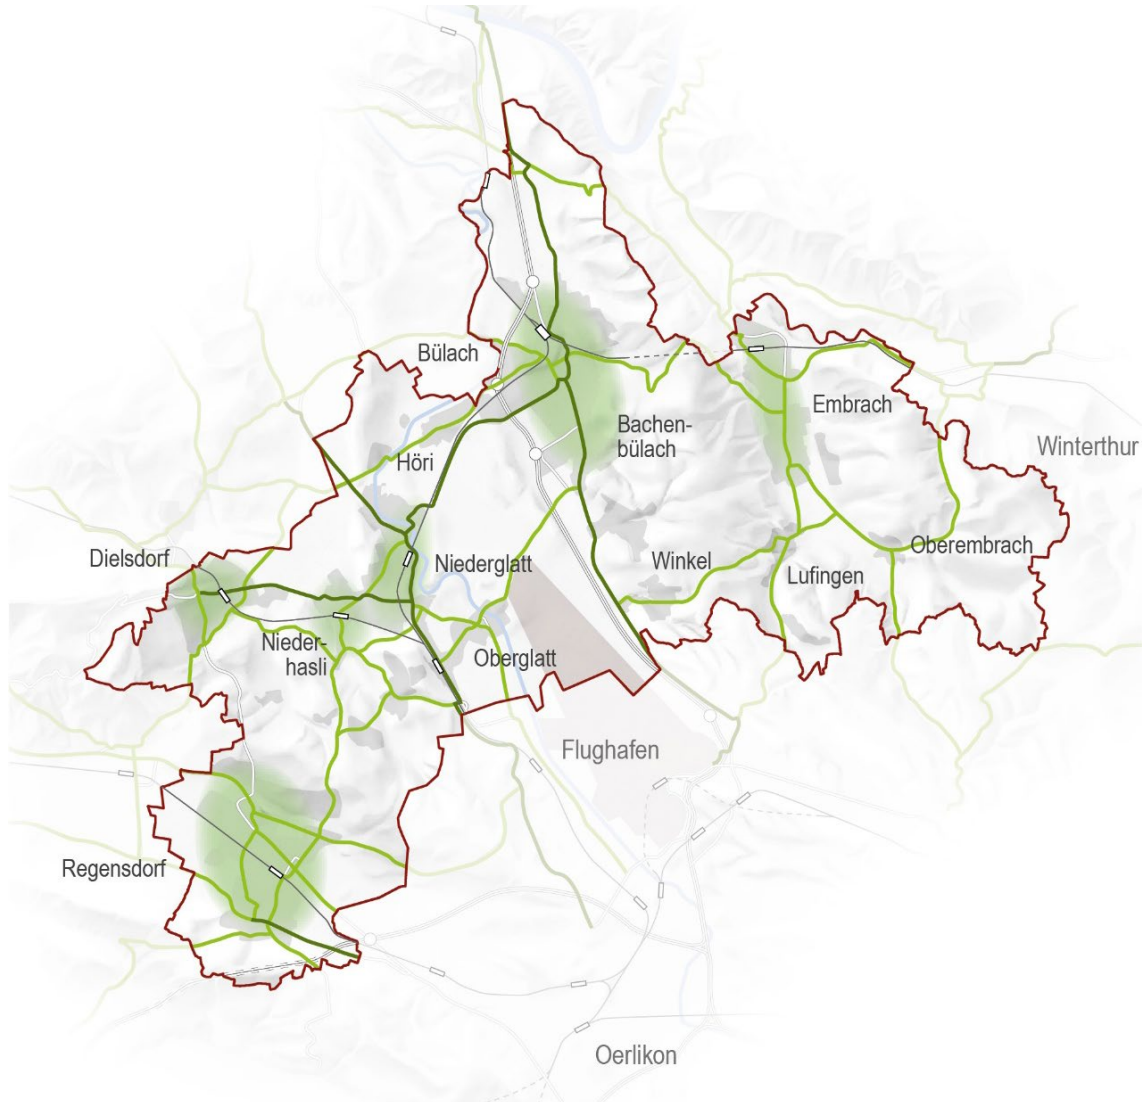 Bülach
Bachen-
bülach
Embrach
Winterthur
Höri
Dielsdorf
Niederglatt
Winkel
Oberembrach
Lufingen
Nieder-
hasli
Oberglatt
Flughafen
Regensdorf
Oerlikon